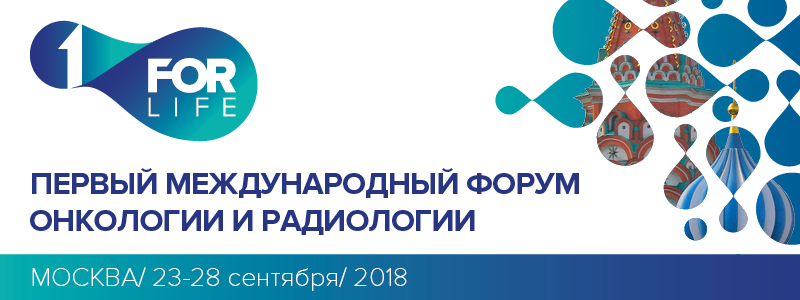 1
FOR
LIFE
ПЕРВЫЙ МЕЖДУНАРОДНЫЙ ФОРУМ
ОНКОЛОГИИ И РАДИОЛОГИИ
МОСКВА/ 23-28 сентября/ 2018